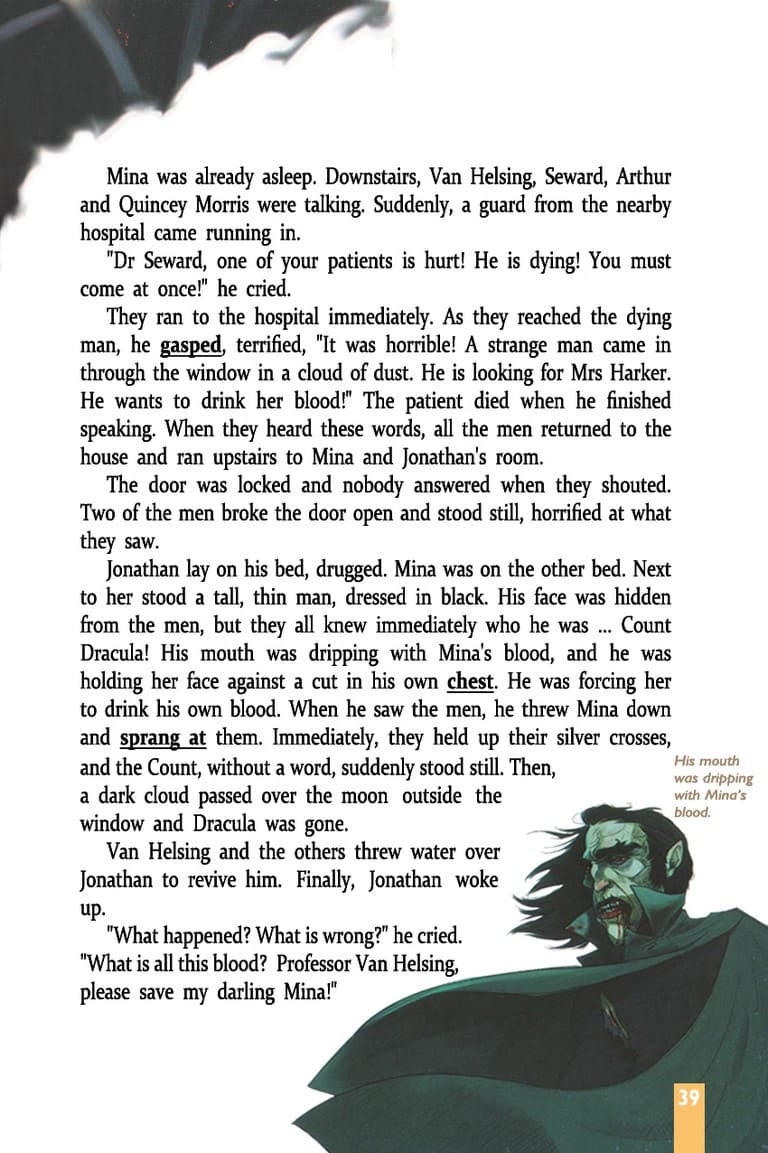 Mina was already asleep. Downstairs, Van Helsing, Seward, Arthur
and Quincey Morris were talking. Suddenly, a guard from the nearby
hospital came running in.
"Dr Seward, one of your patients is hurt! He is dying! You must
come at once!" he cried.
They ran to the hospital immediately. As they reached the dying
man, he gasped, terrified, "It was horrible! A strange man came in
through the window in a cloud of dust. He is looking for Mrs Harker.
He wants to drink her blood!" The patient died when he finished
speaking. When they heard these words, all the men returned to the
house and ran upstairs to Mina and Jonathan's room.
The door was locked and nobody answered when they shouted.
Two of the men broke the door open and stood still, horrified at what
they saw.
Jonathan lay on his bed, drugged. Mina was on the other bed. Next
to her stood a tall, thin man, dressed in black. His face was hidden
from the men, but they all knew immediately who he was ... Count
Dracula! His mouth was dripping with Mina's blood, and he was
holding her face against a cut in his own chest. He was forcing her
to drink his own blood. When he saw the men, he threw Mina down
and sprang at them. Immediately, they held up their silver crosses,
and the Count, without a word, suddenly stood still. Then,
a dark cloud passed over the moon outside the
window and Dracula was gone.
Van Helsing and the others threw water over
Jonathan to revive him. Finally, Jonathan woke
up.
"What happened? What is wrong?" he cried.
"What is all this blood? Professor Van Helsing,
please save my darling Mina!"
His mouth
was dripping
with Mina's
blood.
39